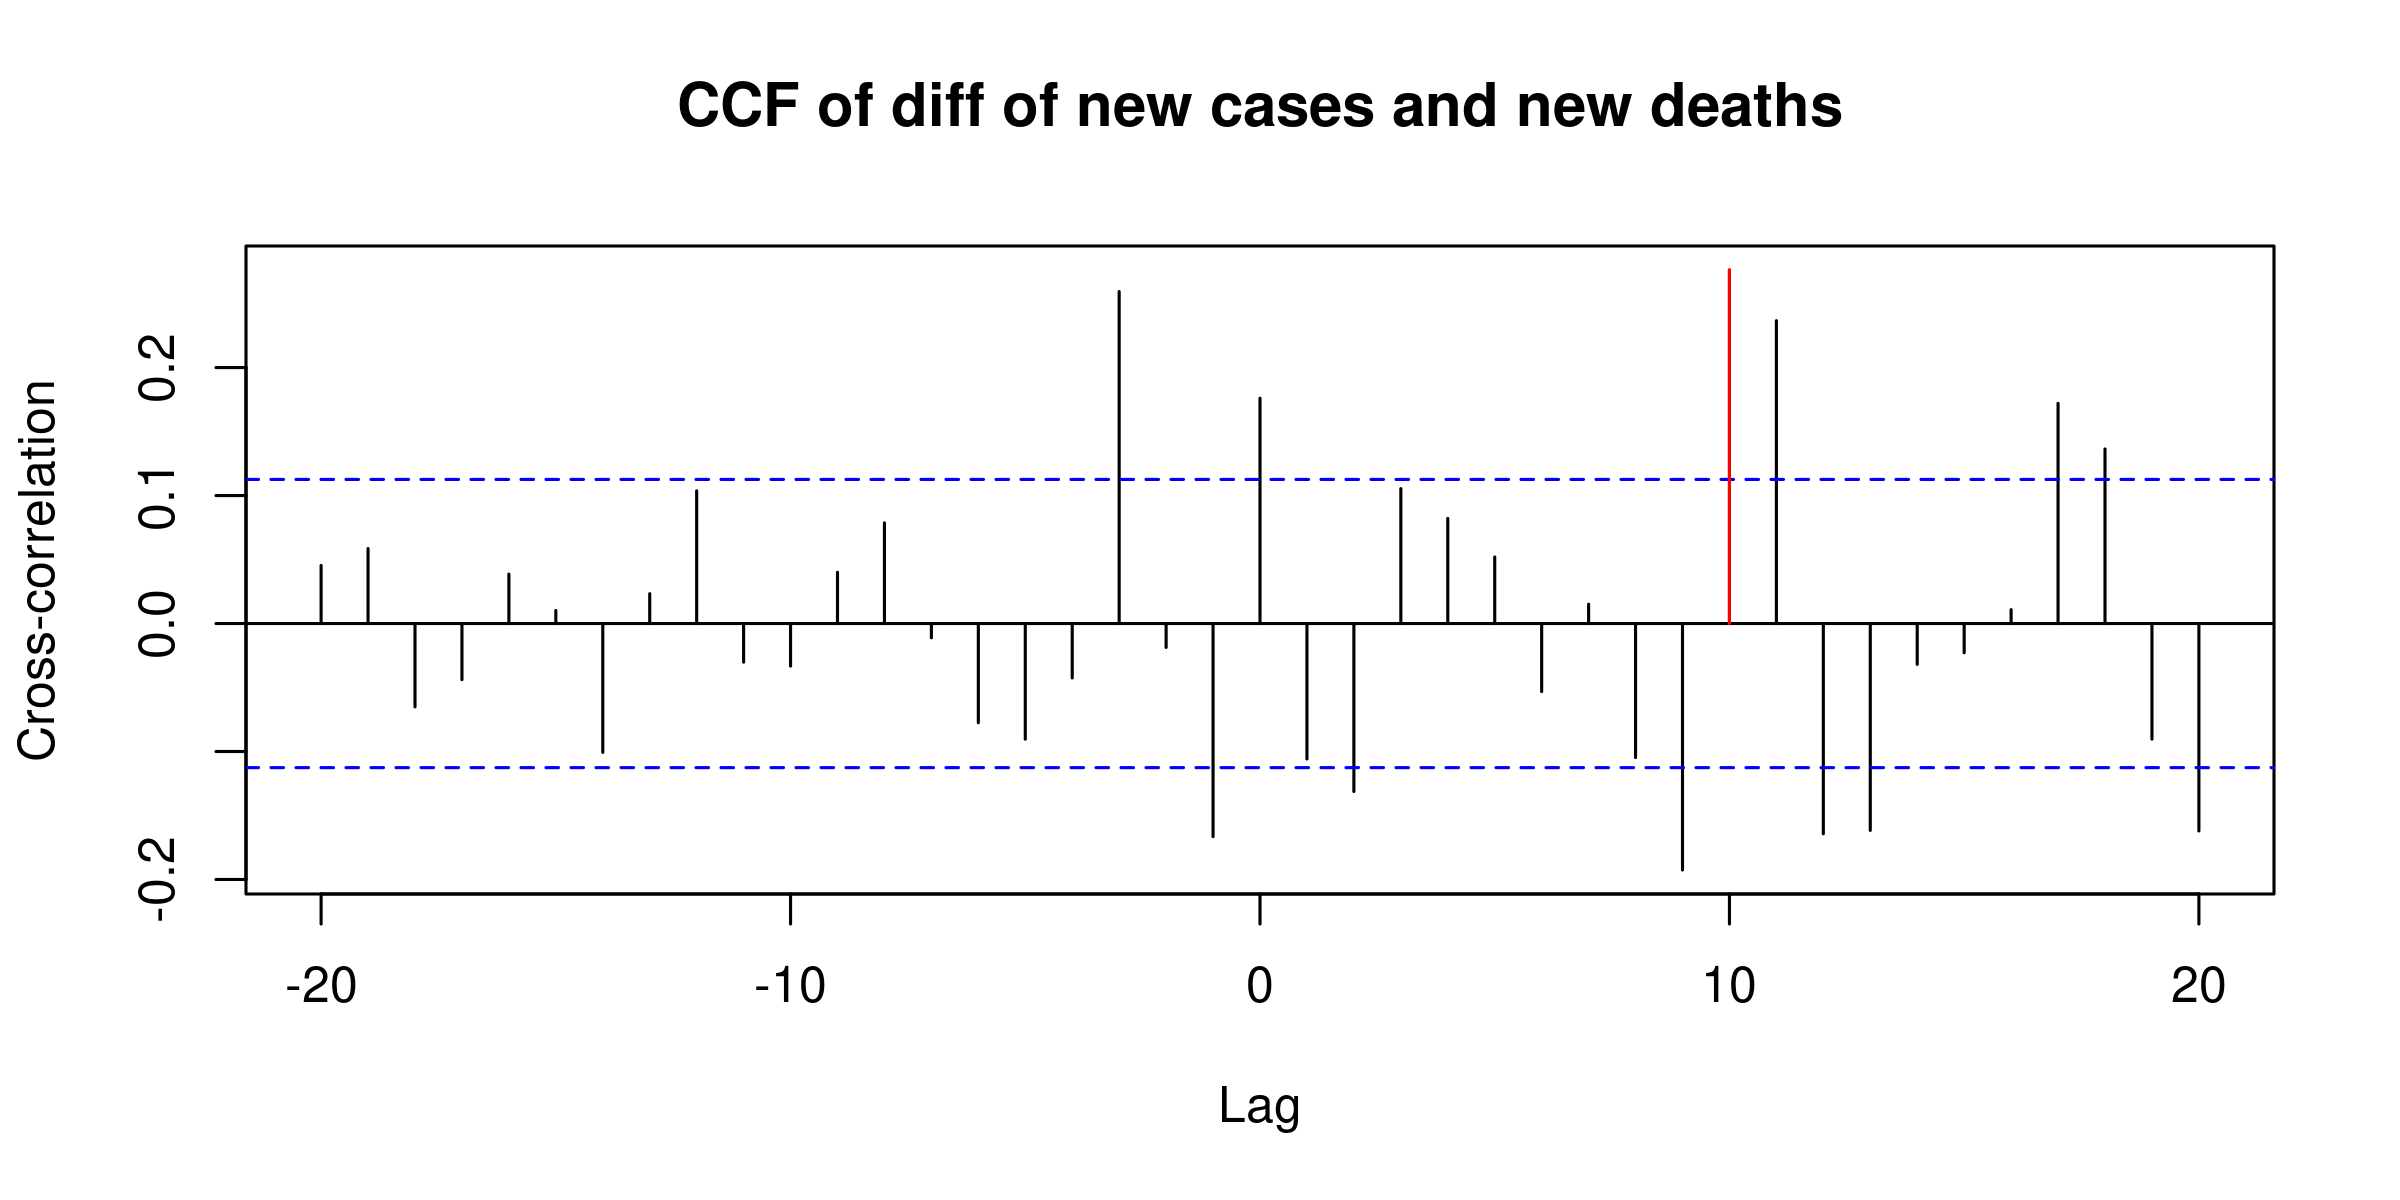 CCF of diff of new cases and new deaths
Cross-correlation
0.2
0.1
0.0
-0.2
-20 -10 0 10 20
Lag